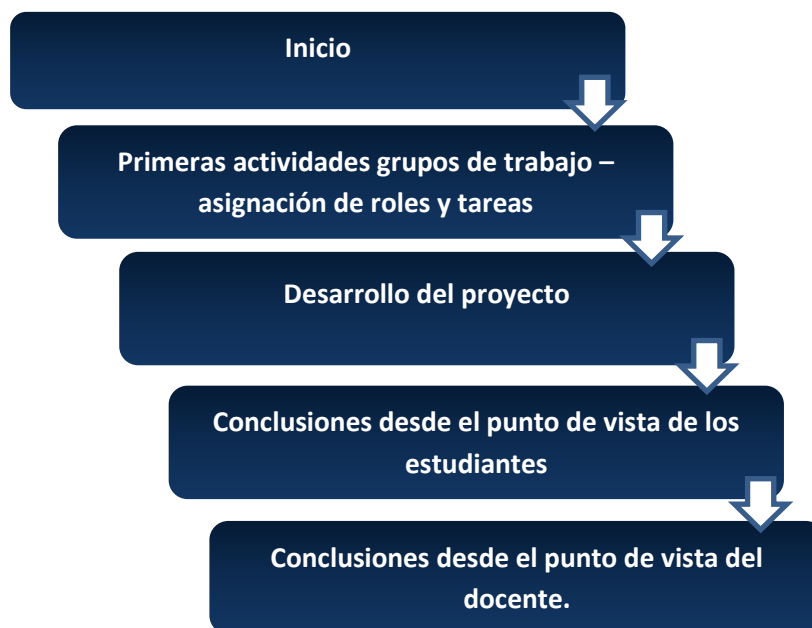 Inicio
Primeras actividades grupos de trabajo –
asignación de roles y tareas
Desarrollo del proyecto
Conclusiones desde el punto de vista de los
estudiantes
Conclusiones desde el punto de vista del
docente.